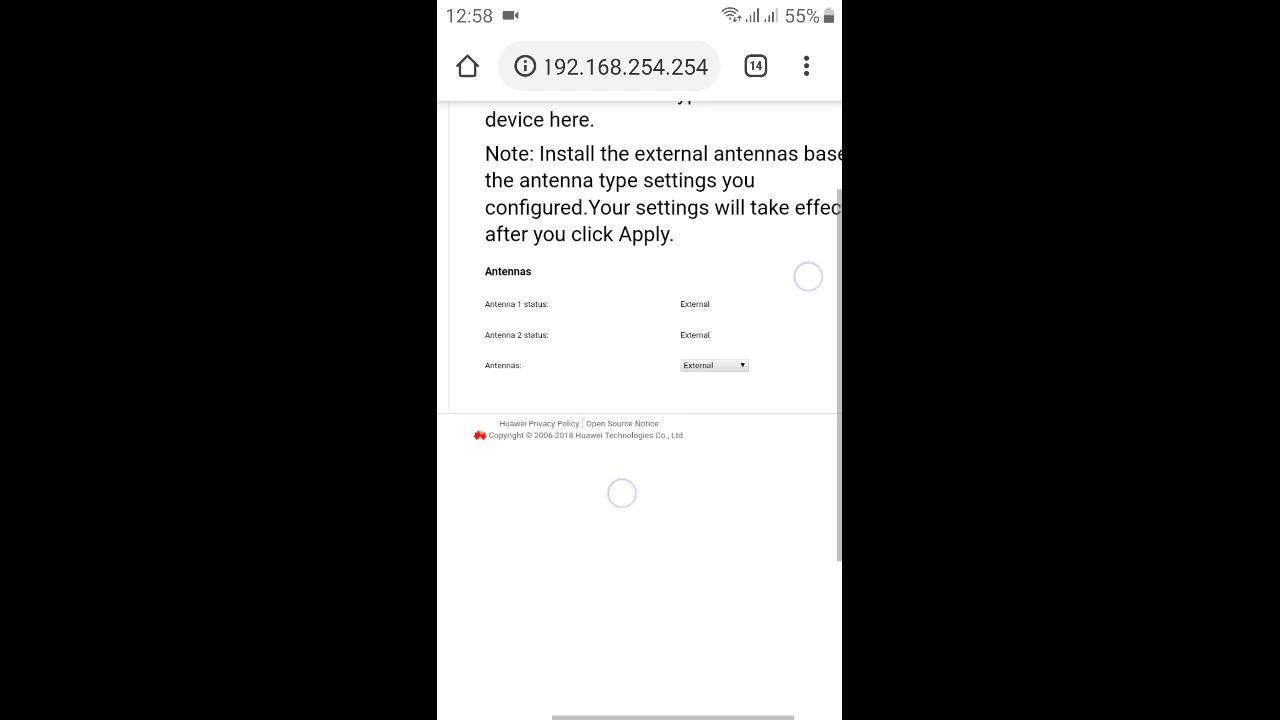 12:58
55%
192.168.254.254
14
device here.
Note: Install the external antennas base
the antenna type settings you
configured.Your settings will take effec
after you click Apply.
Antennas
Antenna 1 status: External
Antenna 2 status: External
Antennas: External
Huawei Privacy Policy | Open Source Notice
Copyright © 2006-2018 Huawei Technologies Co., Ltd.